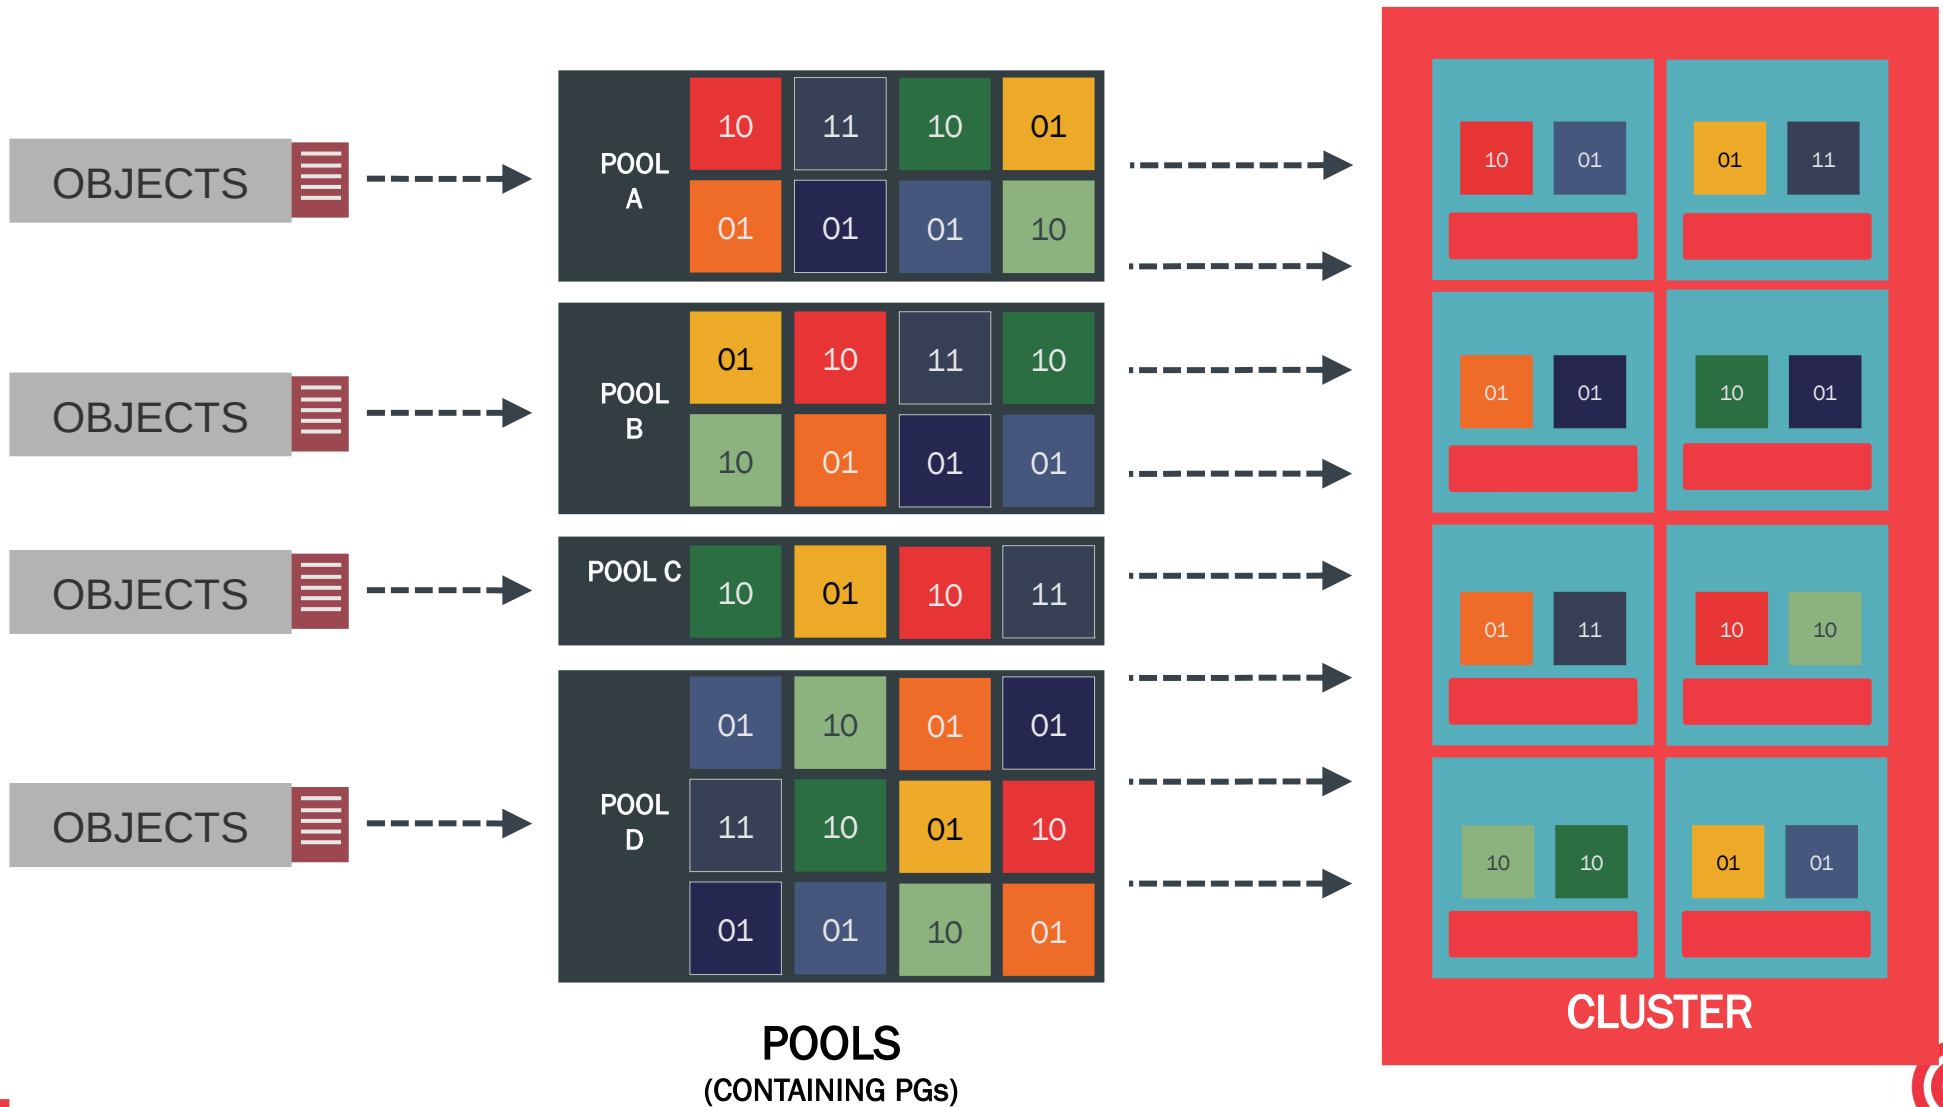 OBJECTS
POOL
A
10 11 10 01
01 01 01 10
OBJECTS
POOL
B
01 10 11 10
10 01 01 01
OBJECTS
POOL C
10 01 10 11
OBJECTS
POOL
D
01 10 01 01
11 10 01 10
01 01 10 01
POOLS
(CONTAINING PGs)
10 01 01 11
01 01 10 01
01 11 10 10
10 10 01 01
CLUSTER